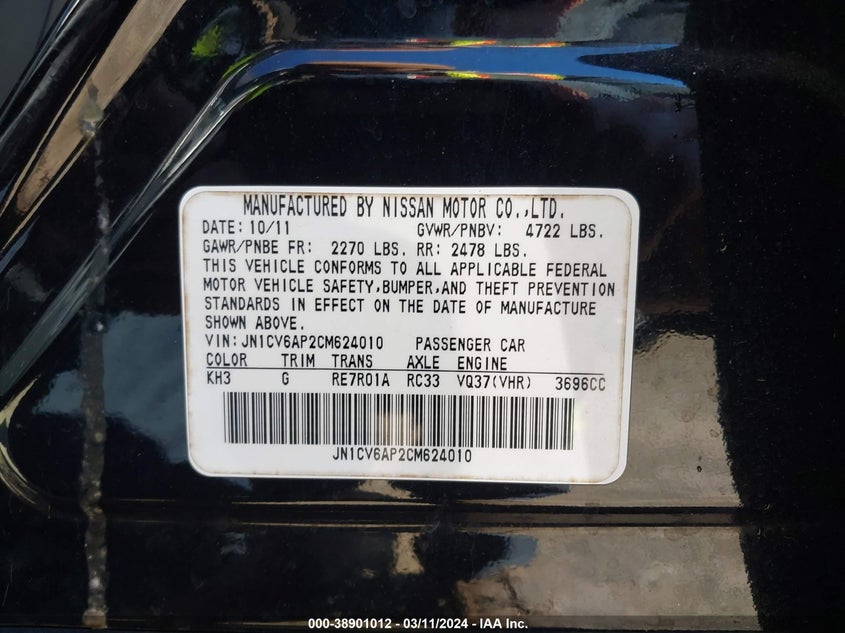 MANUFACTURED BY NISSAN MOTOR CO.,LTD.
DATE: 10/11 GVWR/PNBV: 4722 LBS.
GAWR/PNBE FR: 2270 LBS. RR: 2478 LBS.
THIS VEHICLE CONFORMS TO ALL APPLICABLE FEDERAL
MOTOR VEHICLE SAFETY,BUMPER,AND THEFT PREVENTION
STANDARDS IN EFFECT ON THE DATE OF MANUFACTURE
SHOWN ABOVE.
VIN:JN1CV6AP2CM624010 PASSENGER CAR
COLOR TRIM TRANS AXLE ENGINE
KH3 G RE7R01A RC33 VQ37(VHR) 3696CC
JN1CV6AP2CM624010
000-38901012 - 03/11/2024 - IAA Inc.